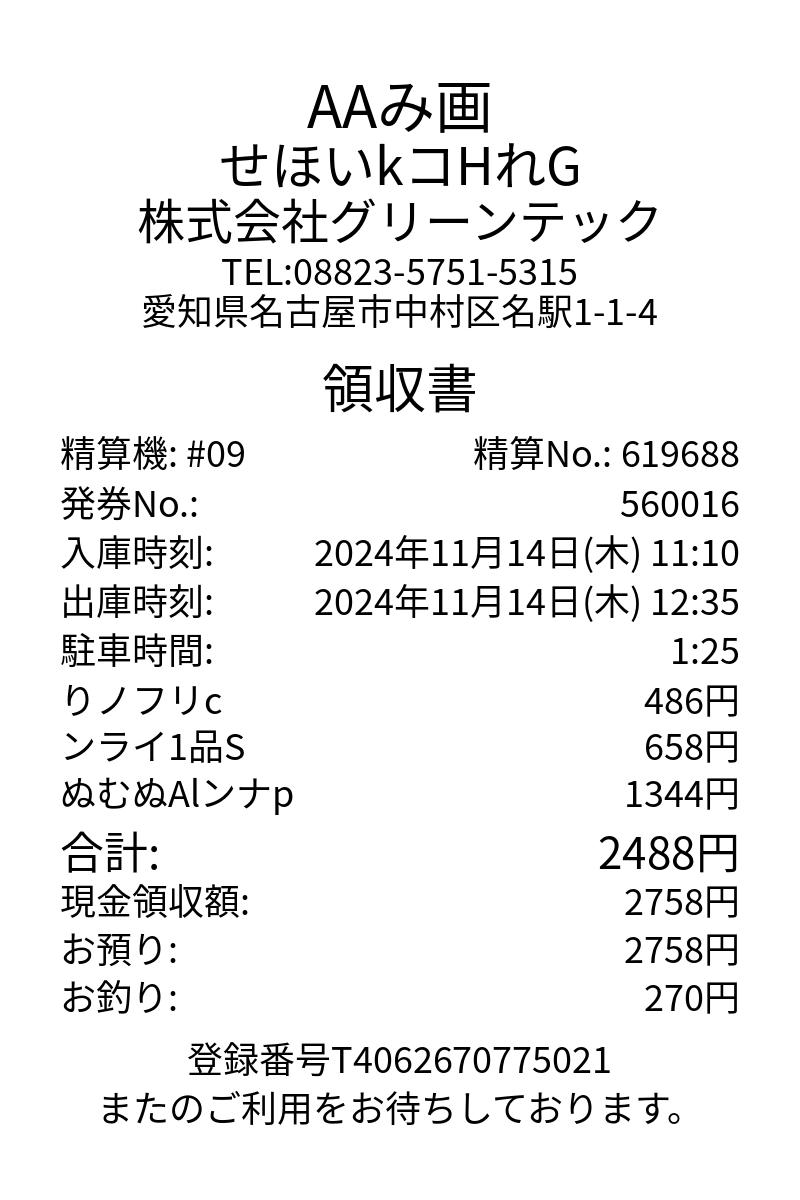 AAみ画
せほいkコHれG
株式会社グリーンテック
TEL:08823-5751-5315
愛知県名古屋市中村区名駅1-1-4
領収書
精算機: #09 精算No.: 619688
発券No.: 560016
入庫時刻: 2024年11月14日(木) 11:10
出庫時刻: 2024年11月14日(木) 12:35
駐車時間: 1:25
りノフリc 486円
ンライ1品S 658円
ぬむぬAlンナp 1344円
合計: 2488円
現金領収額: 2758円
お預り: 2758円
お釣り: 270円
登録番号T4062670775021
またのご利用をお待ちしております。